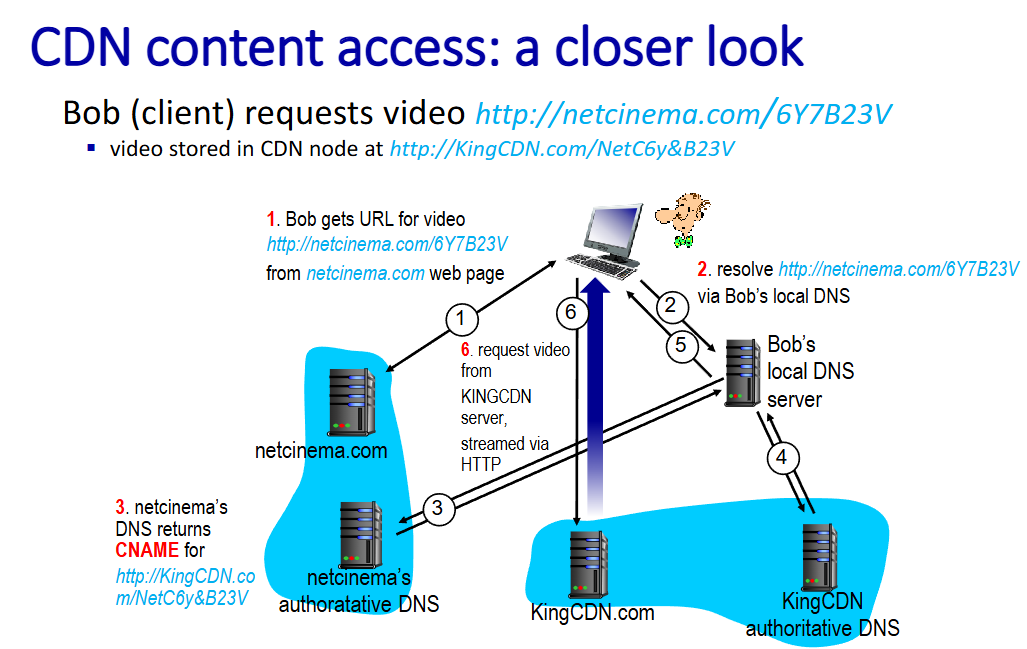 CDN content access: a closer look
Bob (client) requests video http://netcinema.com/6Y7B23V
▪ video stored in CDN node at http://KingCDN.com/NetC6y&B23V
1. Bob gets URL for video
http://netcinema.com/6Y7B23V
from netcinema.com web page
2. resolve http://netcinema.com/6Y7B23V
via Bob's local DNS
1
6
2
5
6. request video
from
KINGCDN
server,
streamed via
HTTP
Bob's
local DNS
server
netcinema.com
4
3
3. netcinema's
DNS returns
CNAME for
http://KingCDN.co
m/NetC6y&B23V
netcinema's
authoratative DNS
KingCDN.com
KingCDN
authoritative DNS